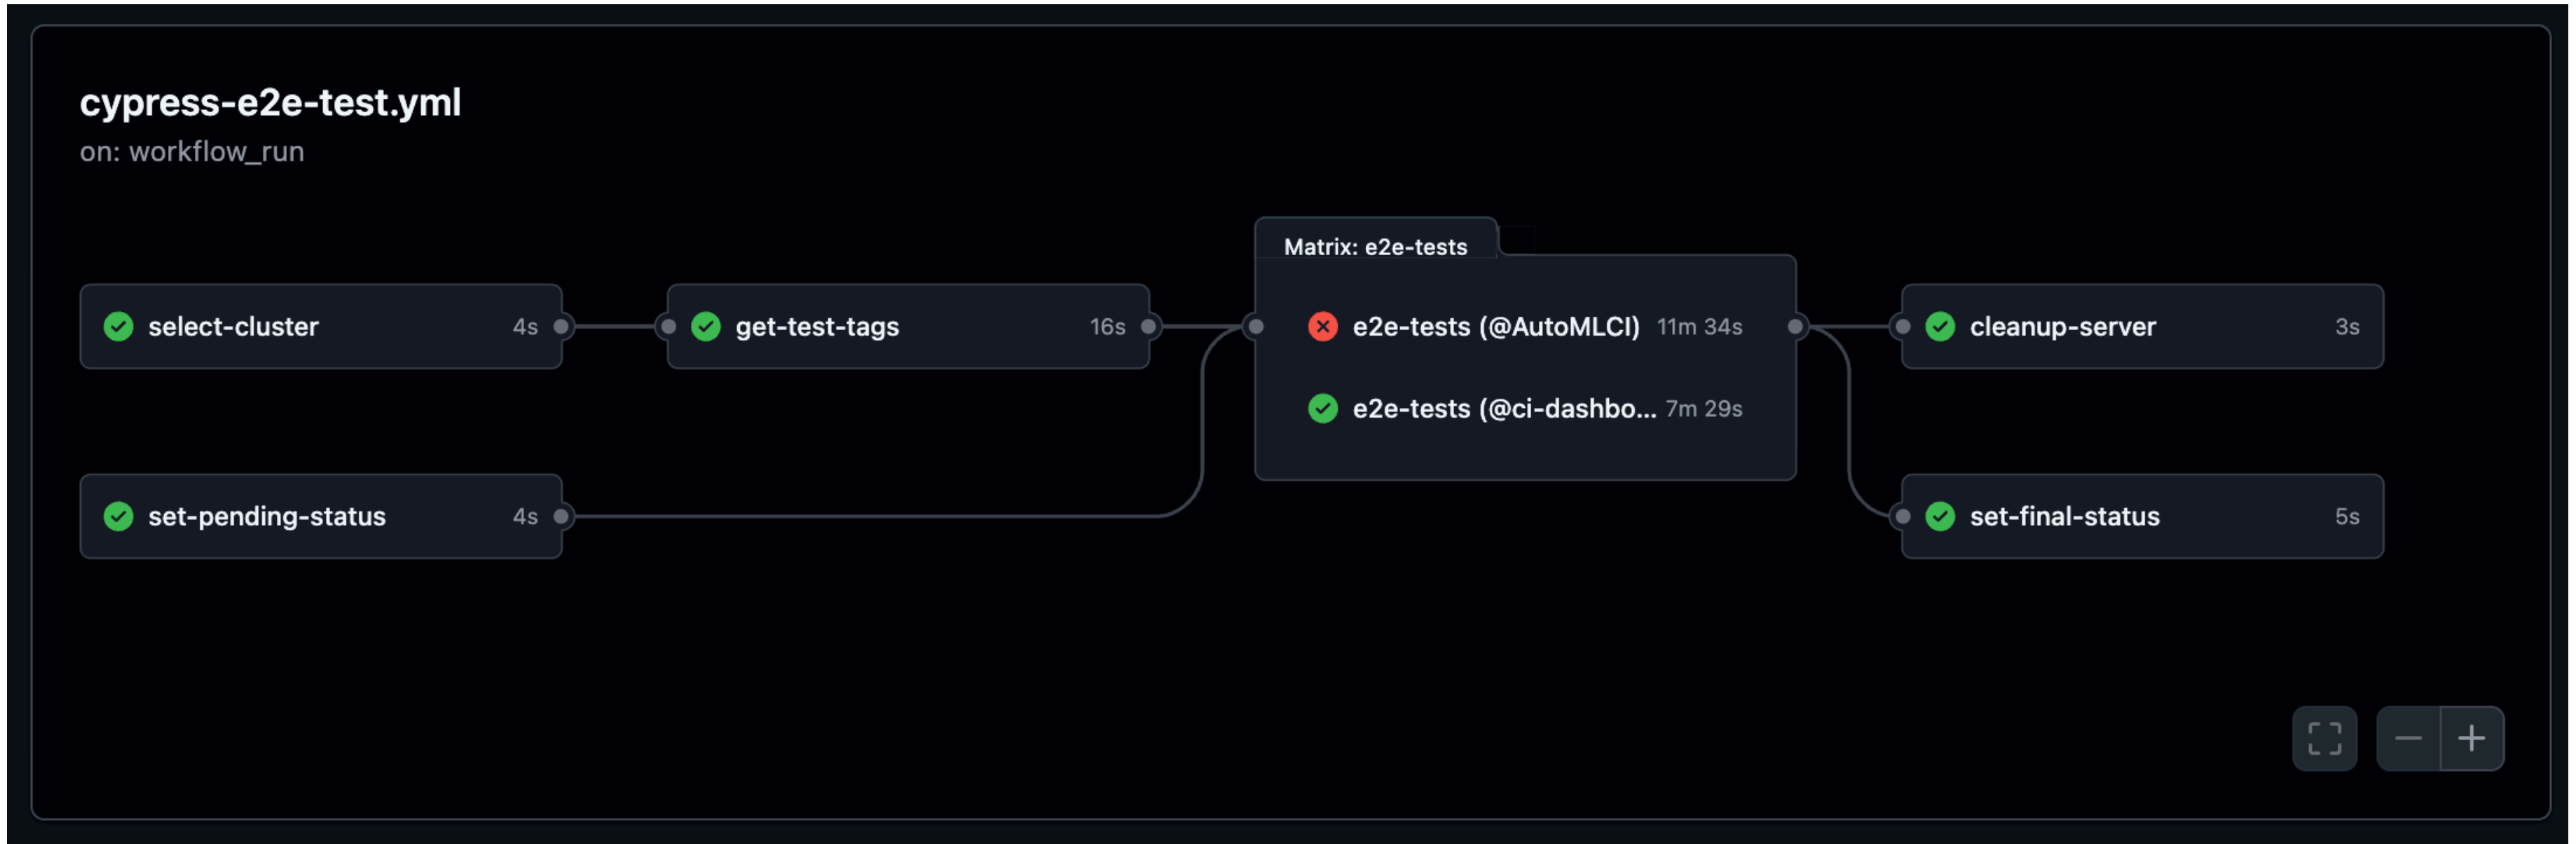 cypress-e2e-test.yml
on: workflow_run
Matrix: e2e-tests
select-cluster 4s
get-test-tags 16s
e2e-tests (@AutoMLCI) 11m 34s
cleanup-server 3s
e2e-tests (@ci-dashbo... 7m 29s
set-pending-status 4s
set-final-status 5s